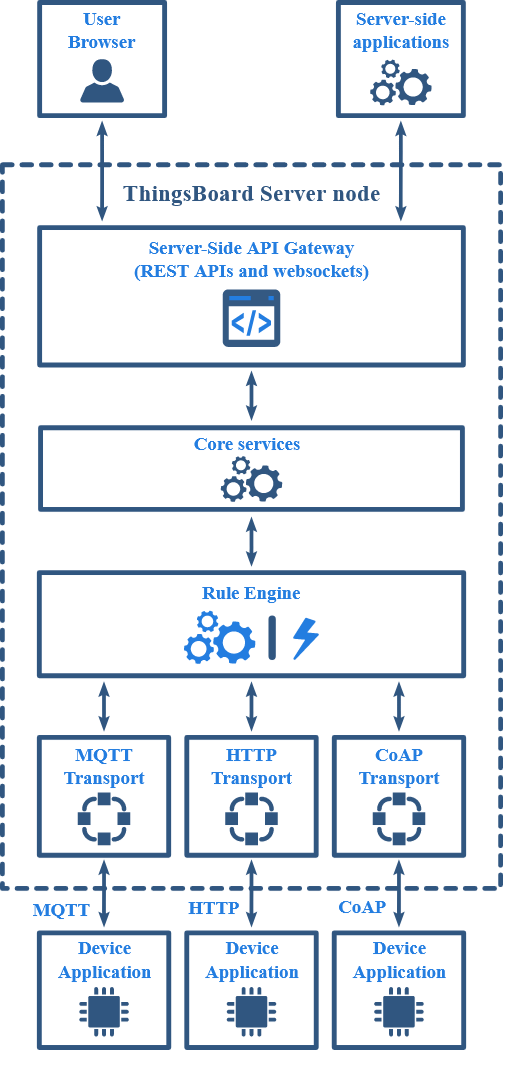 User
Browser
Server-side
applications
ThingsBoard Server node
Server-Side API Gateway
(REST APIs and websockets)
</>
Core services
Rule Engine
MQTT
Transport
HTTP
Transport
CoAP
Transport
MQTT
HTTP
CoAP
Device
Application
Device
Application
Device
Application